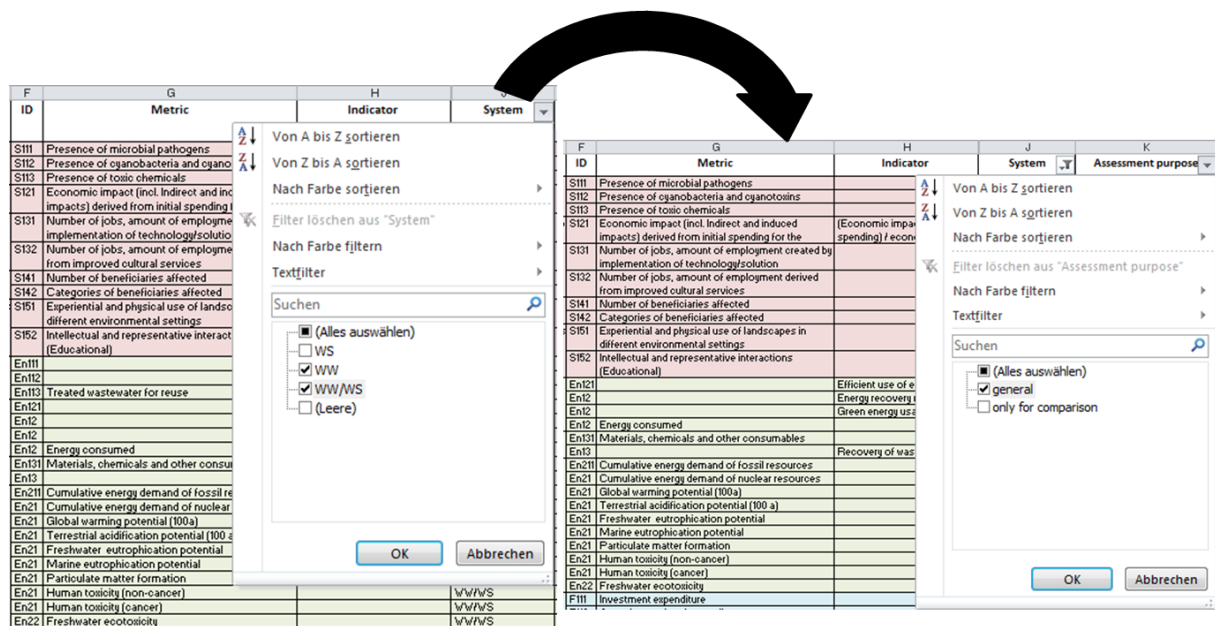 F G H J
ID Metric Indicator System
S111 Presence of microbial pathogens
S112 Presence of cyanobacteria and cyano
S113 Presence of toxic chemicals
S121 Economic impact (incl. Indirect and ind
impacts) derived from initial spending
S131 Number of jobs, amount of employme
implementation of technology/solutio
S132 Number of jobs, amount of employme
from improved cultural services
S141 Number of beneficiaries affected
S142 Categories of beneficiaries affected
S151 Experiential and physical use of landsc
different environmental settings
S152 Intellectual and representative interact
(Educational)
En111
En112
En113 Treated wastewater for reuse
En121
En12
En12
En12 Energy consumed
En131 Materials, chemicals and other consu
En13
En211 Cumulative energy demand of fossil re
En21 Cumulative energy demand of nuclear
En21 Global warming potential (100a)
En21 Terrestrial acidification potential (100 a
En21 Freshwater eutrophication potential
En21 Marine eutrophication potential
En21 Particulate matter formation
En21 Human toxicity (non-cancer) WW/WS
En21 Human toxicity (cancer) WW/WS
En22 Freshwater ecotoxicity WW/WS
Von A bis Z sortieren
Von Z bis A sortieren
Nach Farbe sortieren
Filter löschen aus "System"
Nach Farbe filtern
Textfilter
Suchen
(Alles auswählen)
WS
WW
WW/WS
(Leere)
OK Abbrechen
F G H J K
ID Metric Indicator System Assessment purpose
S111 Presence of microbial pathogens
S112 Presence of cyanobacteria and cyanotoxins
S113 Presence of toxic chemicals
S121 Economic impact (incl. Indirect and induced (Economic impa
impacts) derived from initial spending for the spending) / econ
S131 Number of jobs, amount of employment created by
implementation of technology/solution
S132 Number of jobs, amount of employment derived
from improved cultural services
S141 Number of beneficiaries affected
S142 Categories of beneficiaries affected
S151 Experiential and physical use of landscapes in
different environmental settings
S152 Intellectual and representative interactions
(Educational)
En121 Efficient use of e
En12 Energy recovery
En12 Green energy usa
En12 Energy consumed
En131 Materials, chemicals and other consumables
En13 Recovery of was
En211 Cumulative energy demand of fossil resources
En21 Cumulative energy demand of nuclear resources
En21 Global warming potential (100a)
En21 Terrestrial acidification potential (100 a)
En21 Freshwater eutrophication potential
En21 Marine eutrophication potential
En21 Particulate matter formation
En21 Human toxicity (non-cancer)
En21 Human toxicity (cancer)
En22 Freshwater ecotoxicity
F111 Investment expenditure
Von A bis Z sortieren
Von Z bis A sortieren
Nach Farbe sortieren
Filter löschen aus "Assessment purpose"
Nach Farbe filtern
Textfilter
Suchen
(Alles auswählen)
general
only for comparison
OK Abbrechen